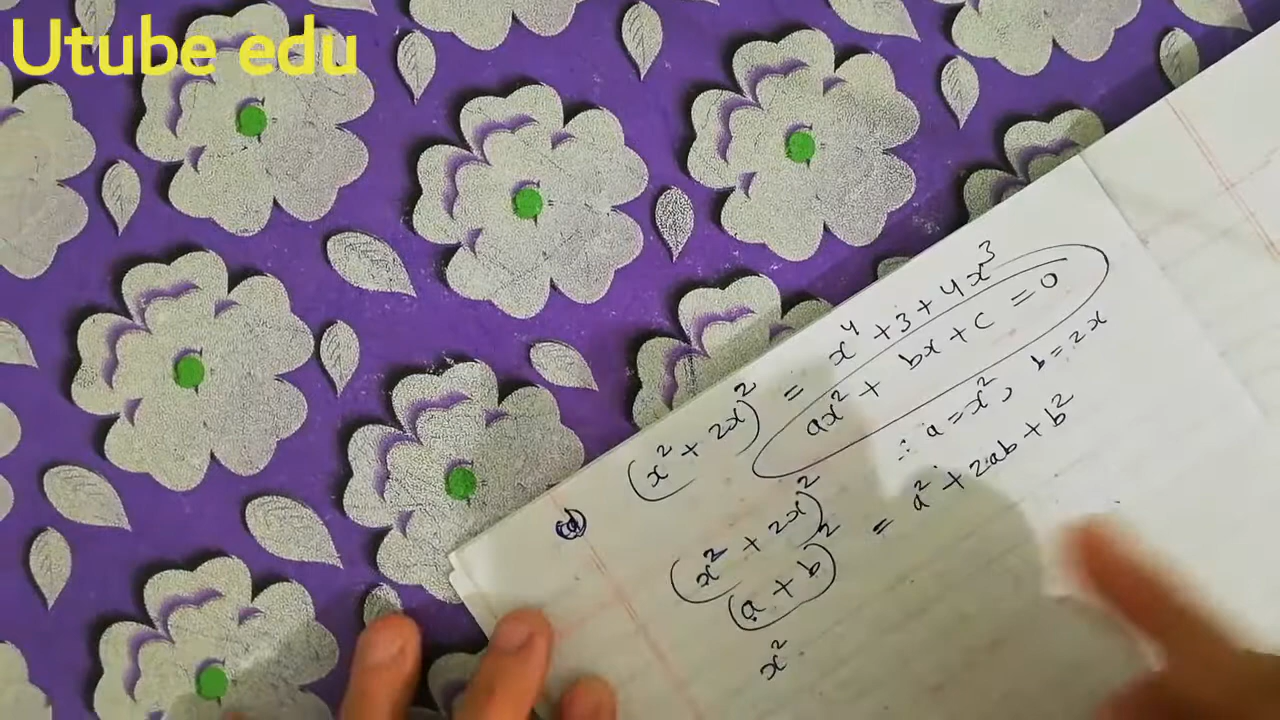 Utube edu
(x² + 2x)² = x⁴ + 3 + 4x³
ax² + bx + c = 0
∴ a = x², b = 2x
(x² + 2x)²
(a + b)² = a² + 2ab + b²
x²